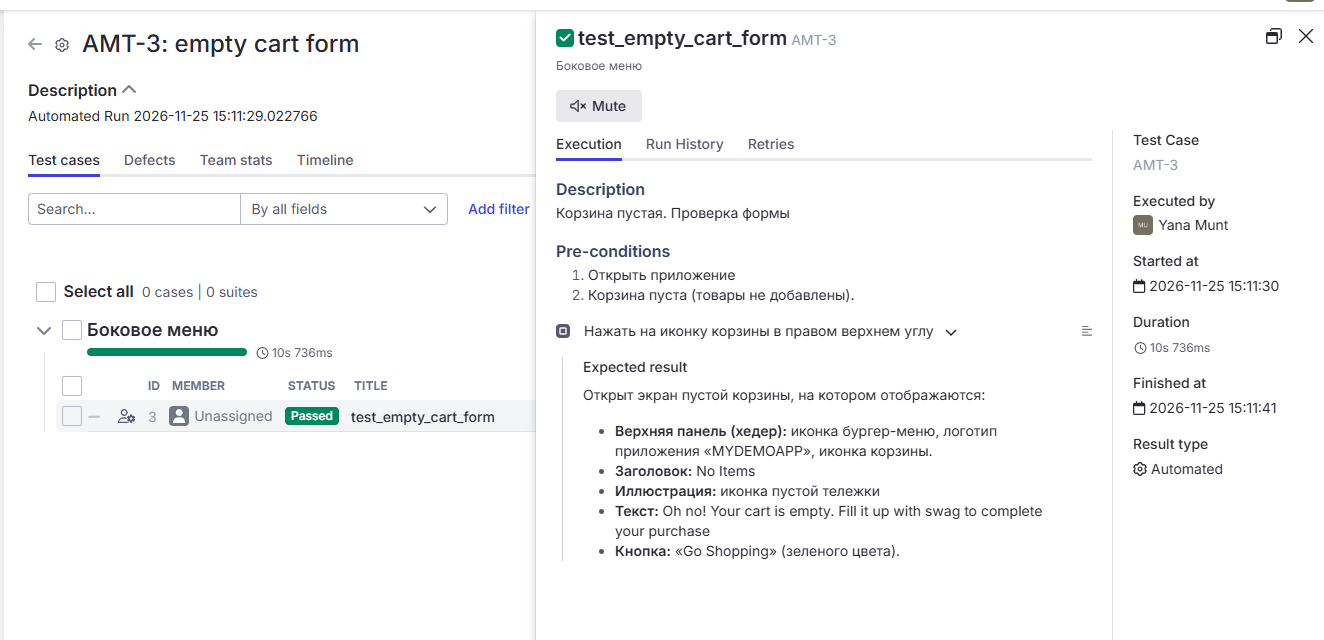 AMT-3: empty cart form
Description
Automated Run 2026-11-25 15:11:29.022766
Test cases Defects Team stats Timeline
Search... By all fields Add filter
Select all 0 cases | 0 suites
Боковое меню
10s 736ms
ID MEMBER STATUS TITLE
3 Unassigned Passed test_empty_cart_form
test_empty_cart_form AMT-3
Боковое меню
Mute
Execution Run History Retries
Description
Корзина пустая. Проверка формы
Pre-conditions
1. Открыть приложение
2. Корзина пуста (товары не добавлены).
Нажать на иконку корзины в правом верхнем углу
Expected result
Открыт экран пустой корзины, на котором отображаются:
• Верхняя панель (хедер): иконка бургер-меню, логотип
приложения «MYDEMOAPP», иконка корзины.
• Заголовок: No Items
• Иллюстрация: иконка пустой тележки
• Текст: Oh no! Your cart is empty. Fill it up with swag to complete
your purchase
• Кнопка: «Go Shopping» (зеленого цвета).
Test Case
AMT-3
Executed by
MU Yana Munt
Started at
2026-11-25 15:11:30
Duration
10s 736ms
Finished at
2026-11-25 15:11:41
Result type
Automated